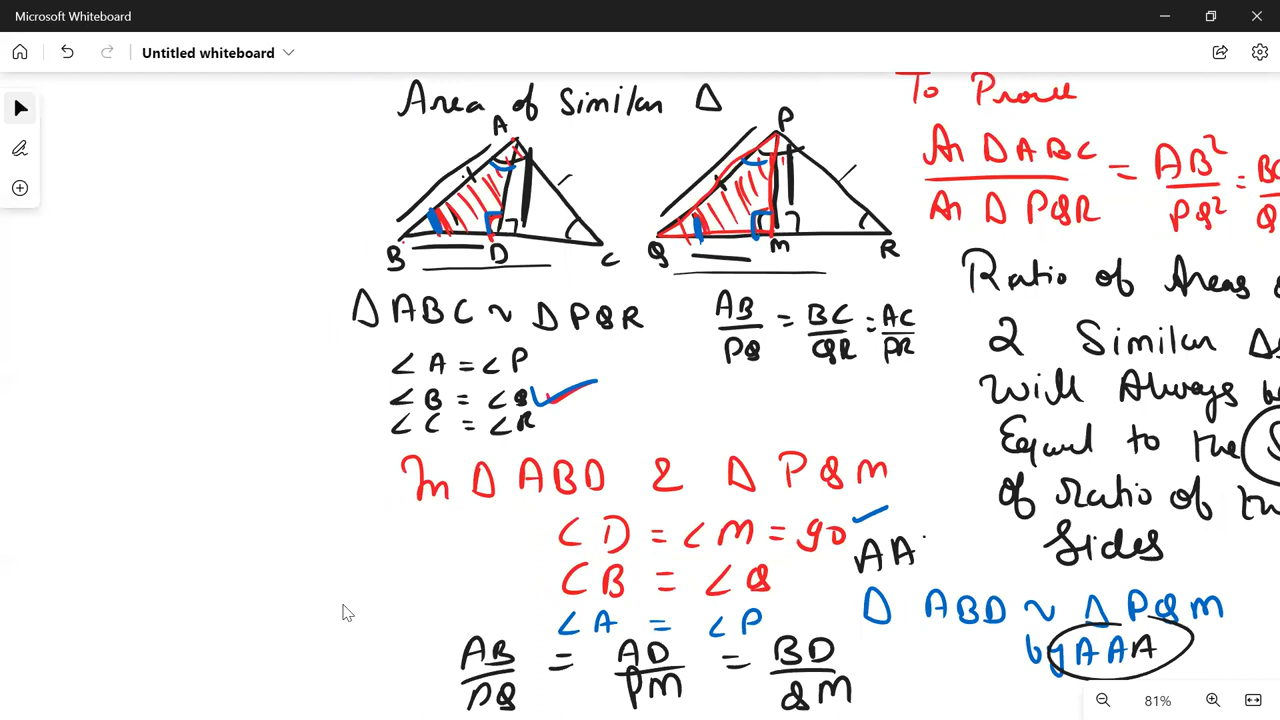 Microsoft Whiteboard
Untitled whiteboard
Area of Similar Δ
A
B D C
P
Q M R
Δ ABC ~ Δ PQR
AB/PQ = BC/QR = AC/PR
∠A = ∠P
∠B = ∠Q
∠C = ∠R
In Δ ABD & Δ PQM
∠D = ∠M = 90
∠B = ∠Q
∠A = ∠P
AA
AB/PQ = AD/PM = BD/QM
To Prove
Ar Δ ABC / Ar Δ PQR = AB²/PQ² =
Ratio of Areas
2 Similar Δ
Will Always
Equal to the
of ratio of
Sides
Δ ABD ~ Δ PQM
by AAA
81%